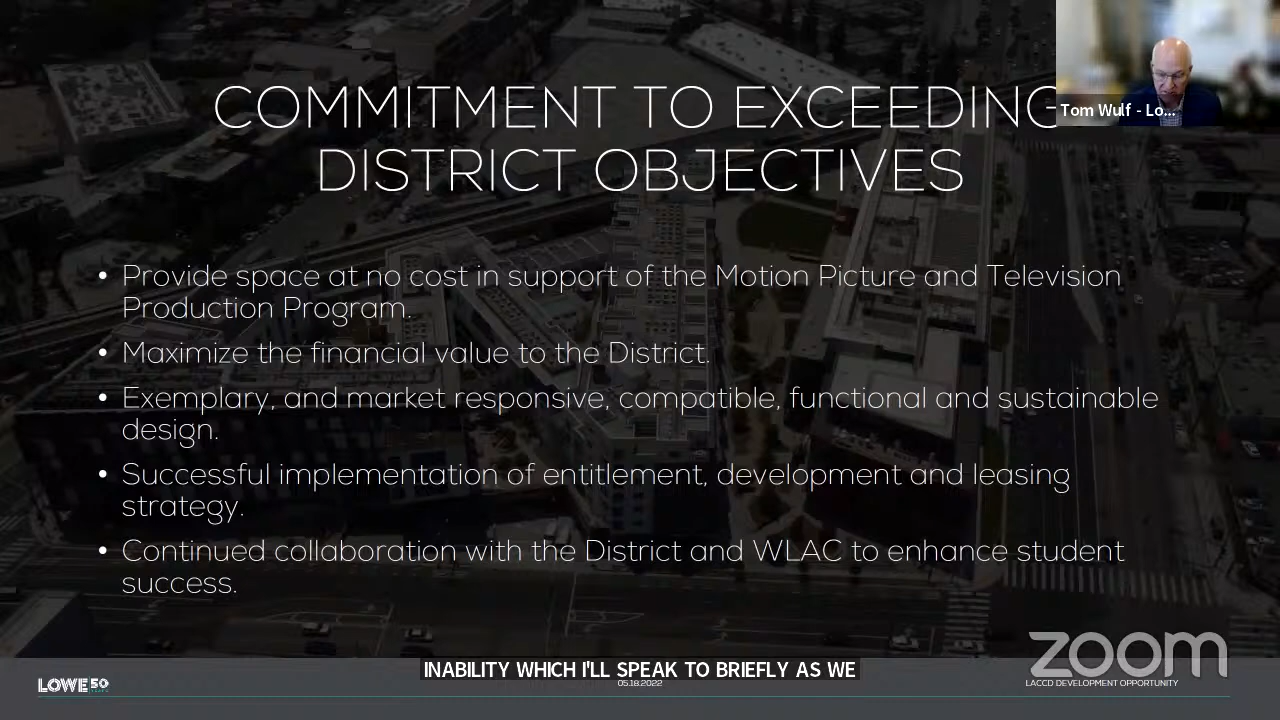 COMMITMENT TO EXCEEDING
DISTRICT OBJECTIVES
Tom Wulf - Lo...
• Provide space at no cost in support of the Motion Picture and Television
Production Program.
• Maximize the financial value to the District.
• Exemplary, and market responsive, compatible, functional and sustainable
design.
• Successful implementation of entitlement, development and leasing
strategy.
• Continued collaboration with the District and WLAC to enhance student
success.
zoom
INABILITY WHICH I'LL SPEAK TO BRIEFLY AS WE
LOWE 50
YEARS
05.18.2022
LACCD DEVELOPMENT OPPORTUNITY